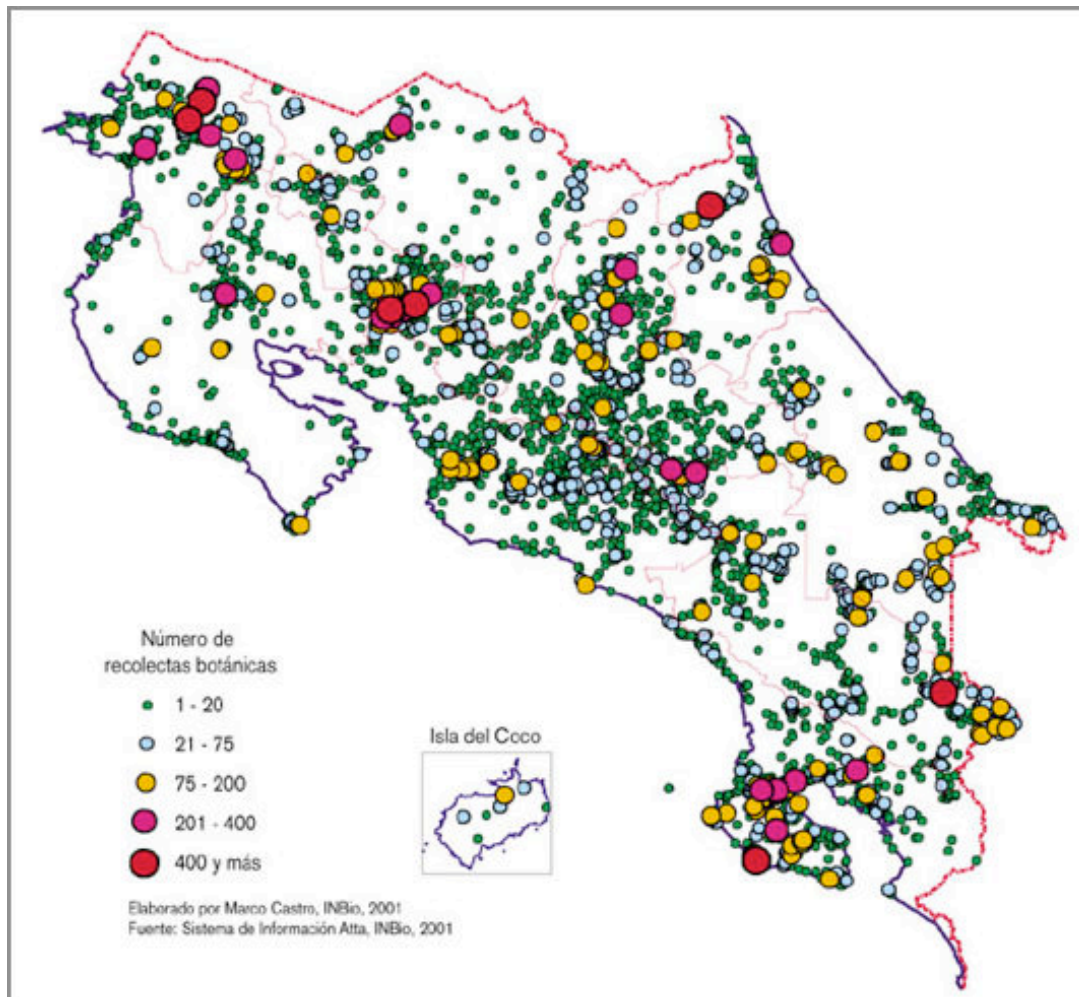 Número de
recolectas botánicas
1 - 20
21 - 75
75 - 200
201 - 400
400 y más
Isla del Coco
Elaborado por Marco Castro, INBio, 2001
Fuente: Sistema de Información Atta, INBio, 2001